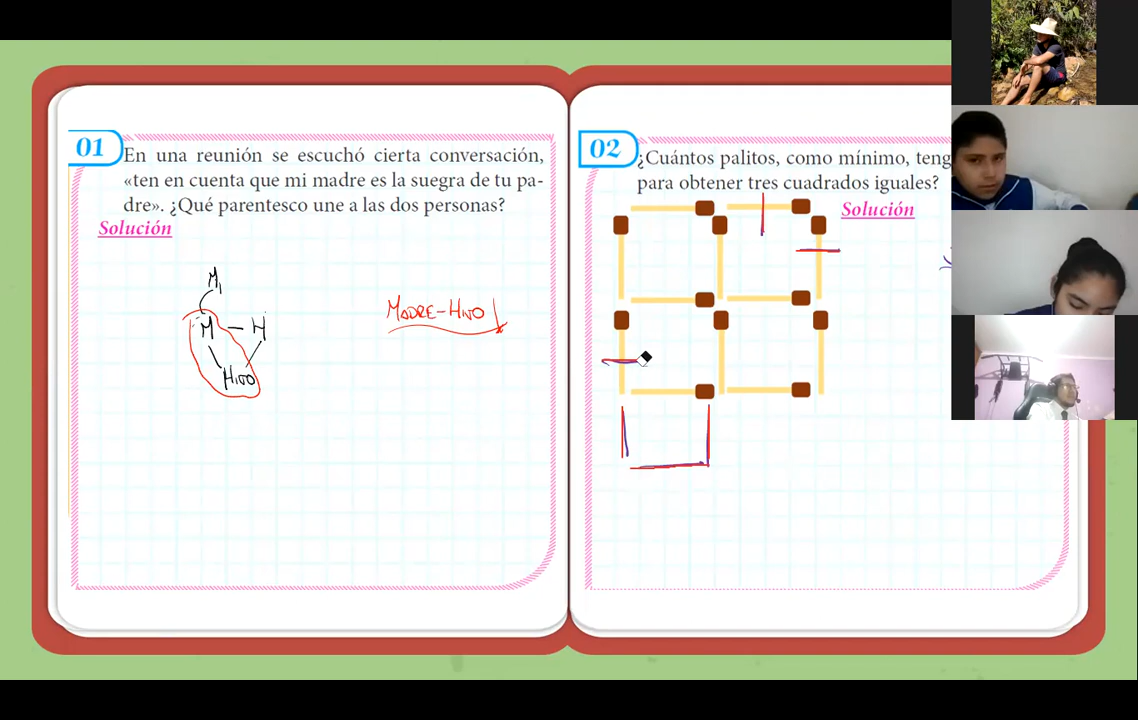 01
En una reunión se escuchó cierta conversación,
«ten en cuenta que mi madre es la suegra de tu pa-
dre». ¿Qué parentesco une a las dos personas?
Solución
M
M – H
HIJO
MADRE-HIJO
02
¿Cuántos palitos, como mínimo, teng
para obtener tres cuadrados iguales?
Solución